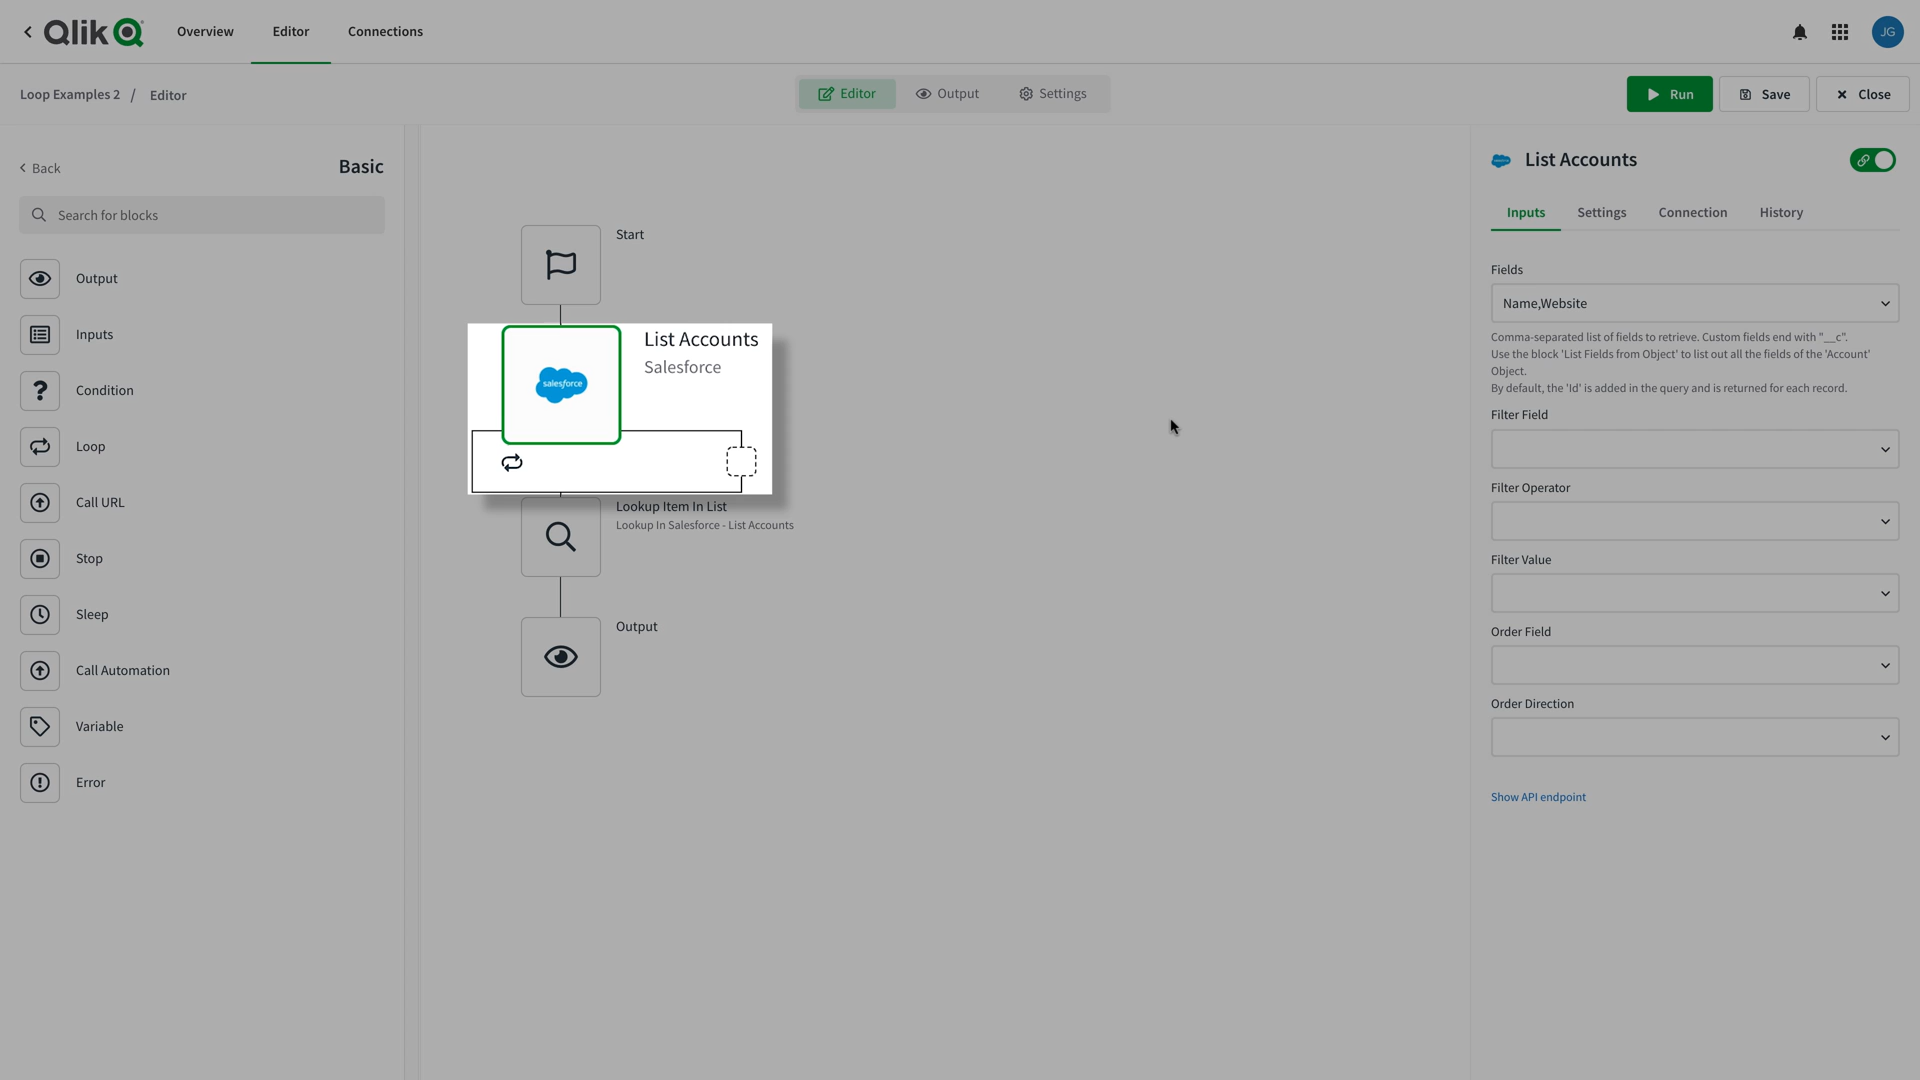 Qlik
Overview
Editor
Connections
JG
Loop Examples 2 / Editor
Editor
Output
Settings
Run
Save
Close
Back
Basic
Search for blocks
Output
Inputs
Condition
Loop
Call URL
Stop
Sleep
Call Automation
Variable
Error
Start
salesforce
List Accounts
Salesforce
Lookup Item In List
Lookup In Salesforce - List Accounts
Output
List Accounts
Inputs
Settings
Connection
History
Fields
Name,Website
Comma-separated list of fields to retrieve. Custom fields end with "__c".
Use the block 'List Fields from Object' to list out all the fields of the 'Account'
Object.
By default, the 'Id' is added in the query and is returned for each record.
Filter Field
Filter Operator
Filter Value
Order Field
Order Direction
Show API endpoint